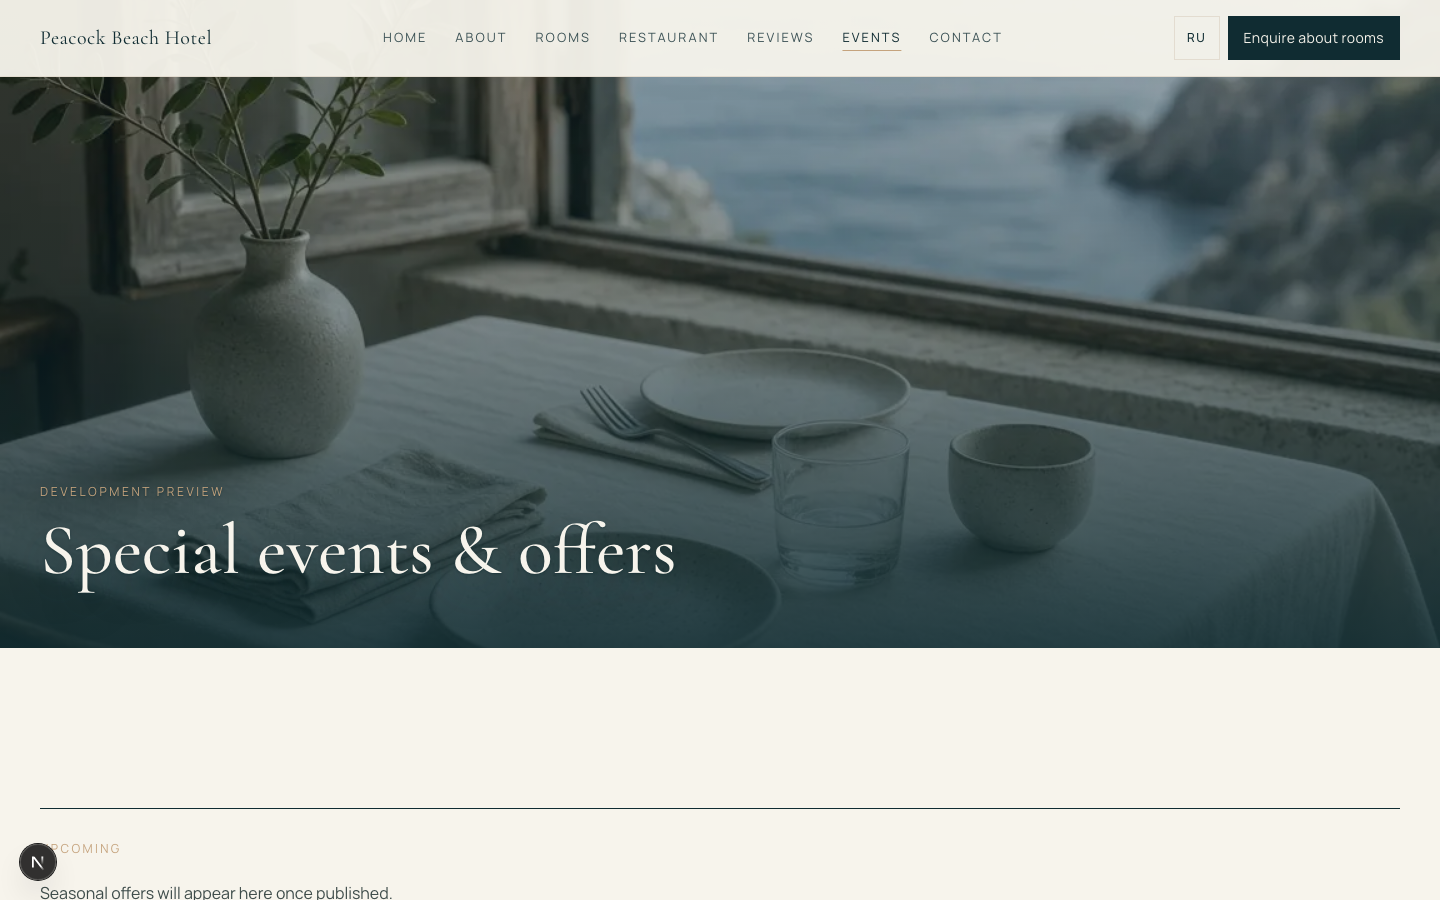 Peacock Beach Hotel
HOME ABOUT ROOMS RESTAURANT REVIEWS EVENTS CONTACT
RU
Enquire about rooms
DEVELOPMENT PREVIEW
Special events & offers
PCOMING
N
Seasonal offers will appear here once published.